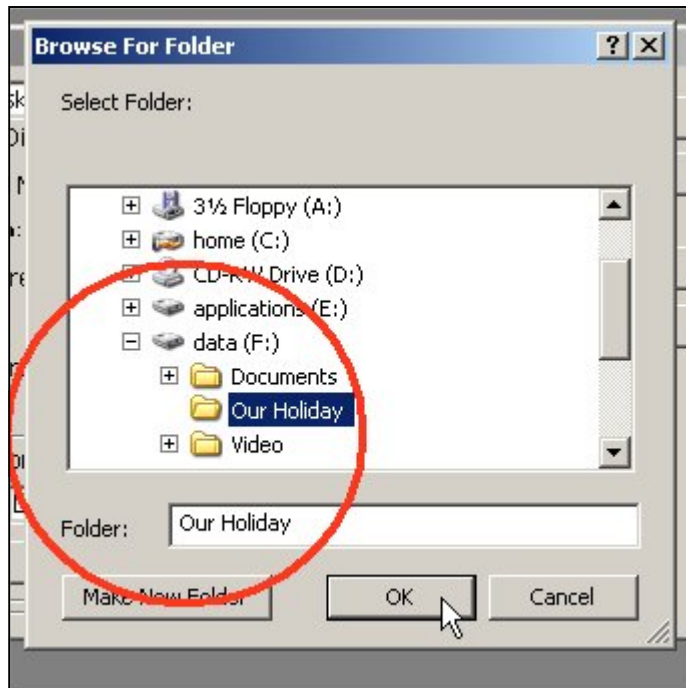 Browse For Folder
Select Folder:
3½ Floppy (A:)
home (C:)
CD-RW Drive (D:)
applications (E:)
data (F:)
Documents
Our Holiday
Video
Folder: Our Holiday
Make New Folder OK Cancel